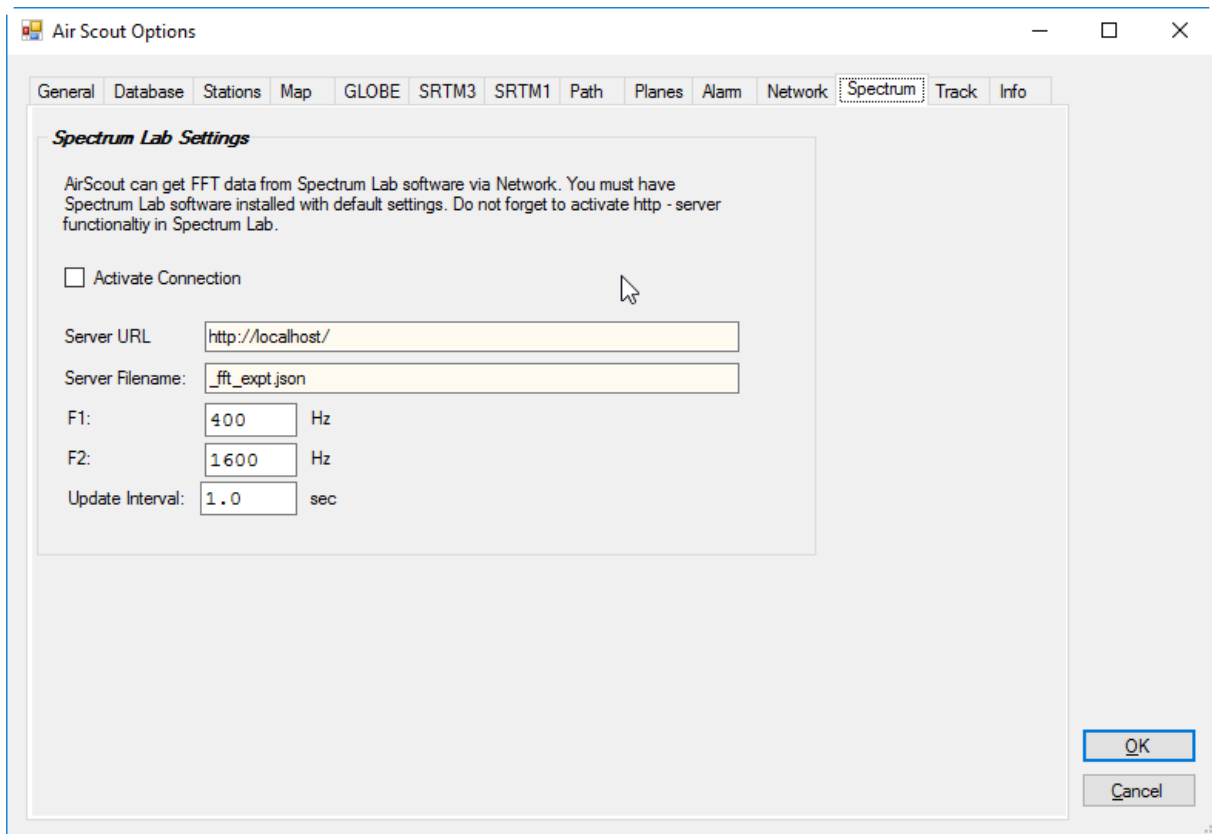 Air Scout Options
General Database Stations Map GLOBE SRTM3 SRTM1 Path Planes Alarm Network Spectrum Track Info
Spectrum Lab Settings
AirScout can get FFT data from Spectrum Lab software via Network. You must have
Spectrum Lab software installed with default settings. Do not forget to activate http - server
functionaltiy in Spectrum Lab.
Activate Connection
Server URL http://localhost/
Server Filename: _fft_expt.json
F1: 400 Hz
F2: 1600 Hz
Update Interval: 1.0 sec
OK
Cancel